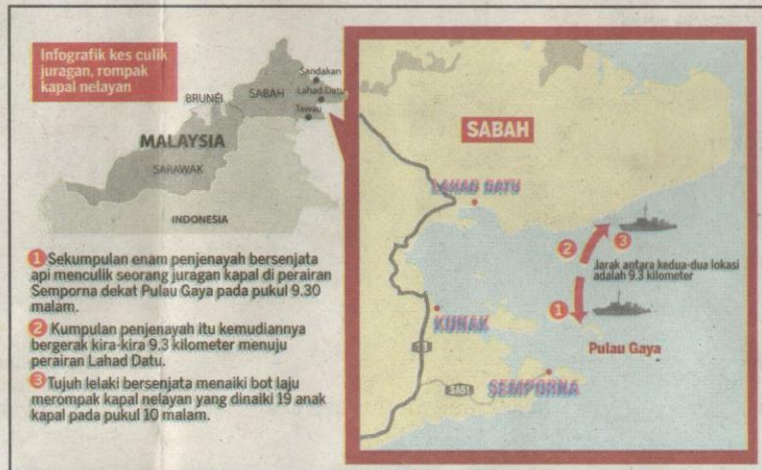 Infografik kes culik
juragan, rompak
kapal nelayan
Sandakan
Lahad Datu
BRUNEI
SABAH
Tawau
MALAYSIA
SARAWAK
INDONESIA
1 Sekumpulan enam penjenayah bersenjata
api menculik seorang juragan kapal di perairan
Semporna dekat Pulau Gaya pada pukul 9.30
malam.
2 Kumpulan penjenayah itu kemudiannya
bergerak kira-kira 9.3 kilometer menuju
perairan Lahad Datu.
3 Tujuh lelaki bersenjata menaiki bot laju
merompak kapal nelayan yang dinaiki 19 anak
kapal pada pukul 10 malam.
SABAH
LAHAD DATU
2
3
Jarak antara kedua-dua lokasi
adalah 9.3 kilometer
1
KUNAK
Pulau Gaya
SEMPORNA
SA51